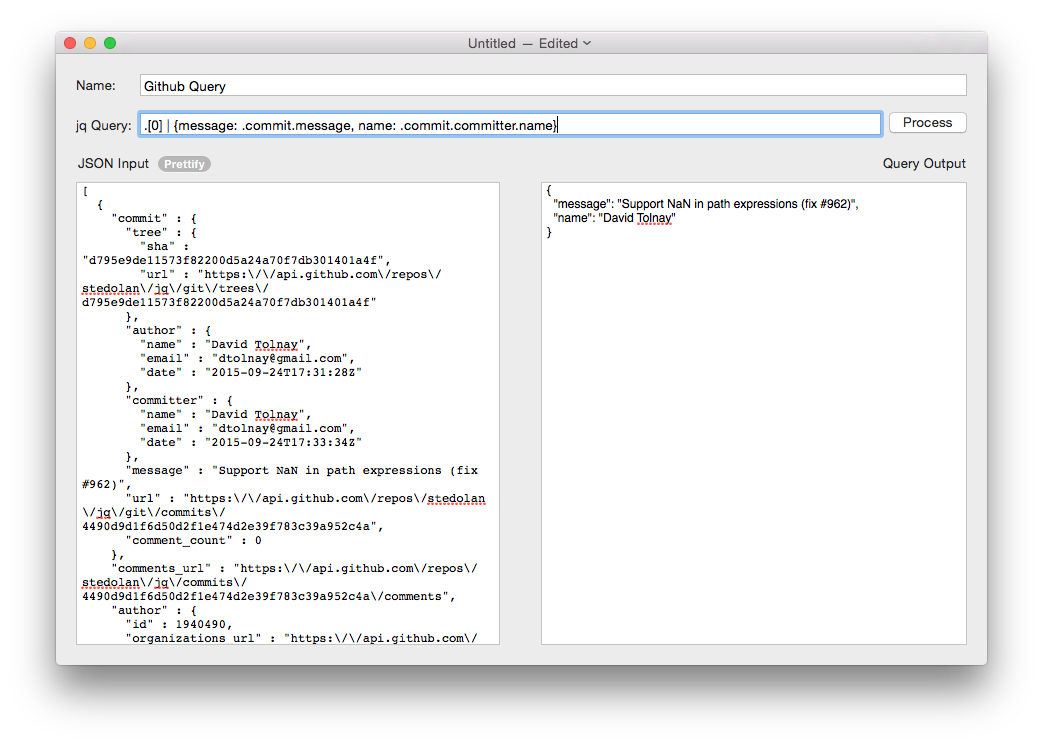 Untitled — Edited
Name: Github Query
jq Query: .[0] | {message: .commit.message, name: .commit.committer.name} Process
JSON Input Prettify Query Output
[
{
"commit" : {
"tree" : {
"sha" :
"d795e9de11573f82200d5a24a70f7db301401a4f",
"url" : "https:\/\/api.github.com\/repos\/
stedolan\/jq\/git\/trees\/
d795e9de11573f82200d5a24a70f7db301401a4f"
},
"author" : {
"name" : "David Tolnay",
"email" : "dtolnay@gmail.com",
"date" : "2015-09-24T17:31:28Z"
},
"committer" : {
"name" : "David Tolnay",
"email" : "dtolnay@gmail.com",
"date" : "2015-09-24T17:33:34Z"
},
"message" : "Support NaN in path expressions (fix
#962)",
"url" : "https:\/\/api.github.com\/repos\/stedolan
\/jq\/git\/commits\/
4490d9d1f6d50d2f1e474d2e39f783c39a952c4a",
"comment_count" : 0
},
"comments_url" : "https:\/\/api.github.com\/repos\/
stedolan\/jq\/commits\/
4490d9d1f6d50d2f1e474d2e39f783c39a952c4a\/comments",
"author" : {
"id" : 1940490,
"organizations_url" : "https:\/\/api.github.com\/
{
"message": "Support NaN in path expressions (fix #962)",
"name": "David Tolnay"
}